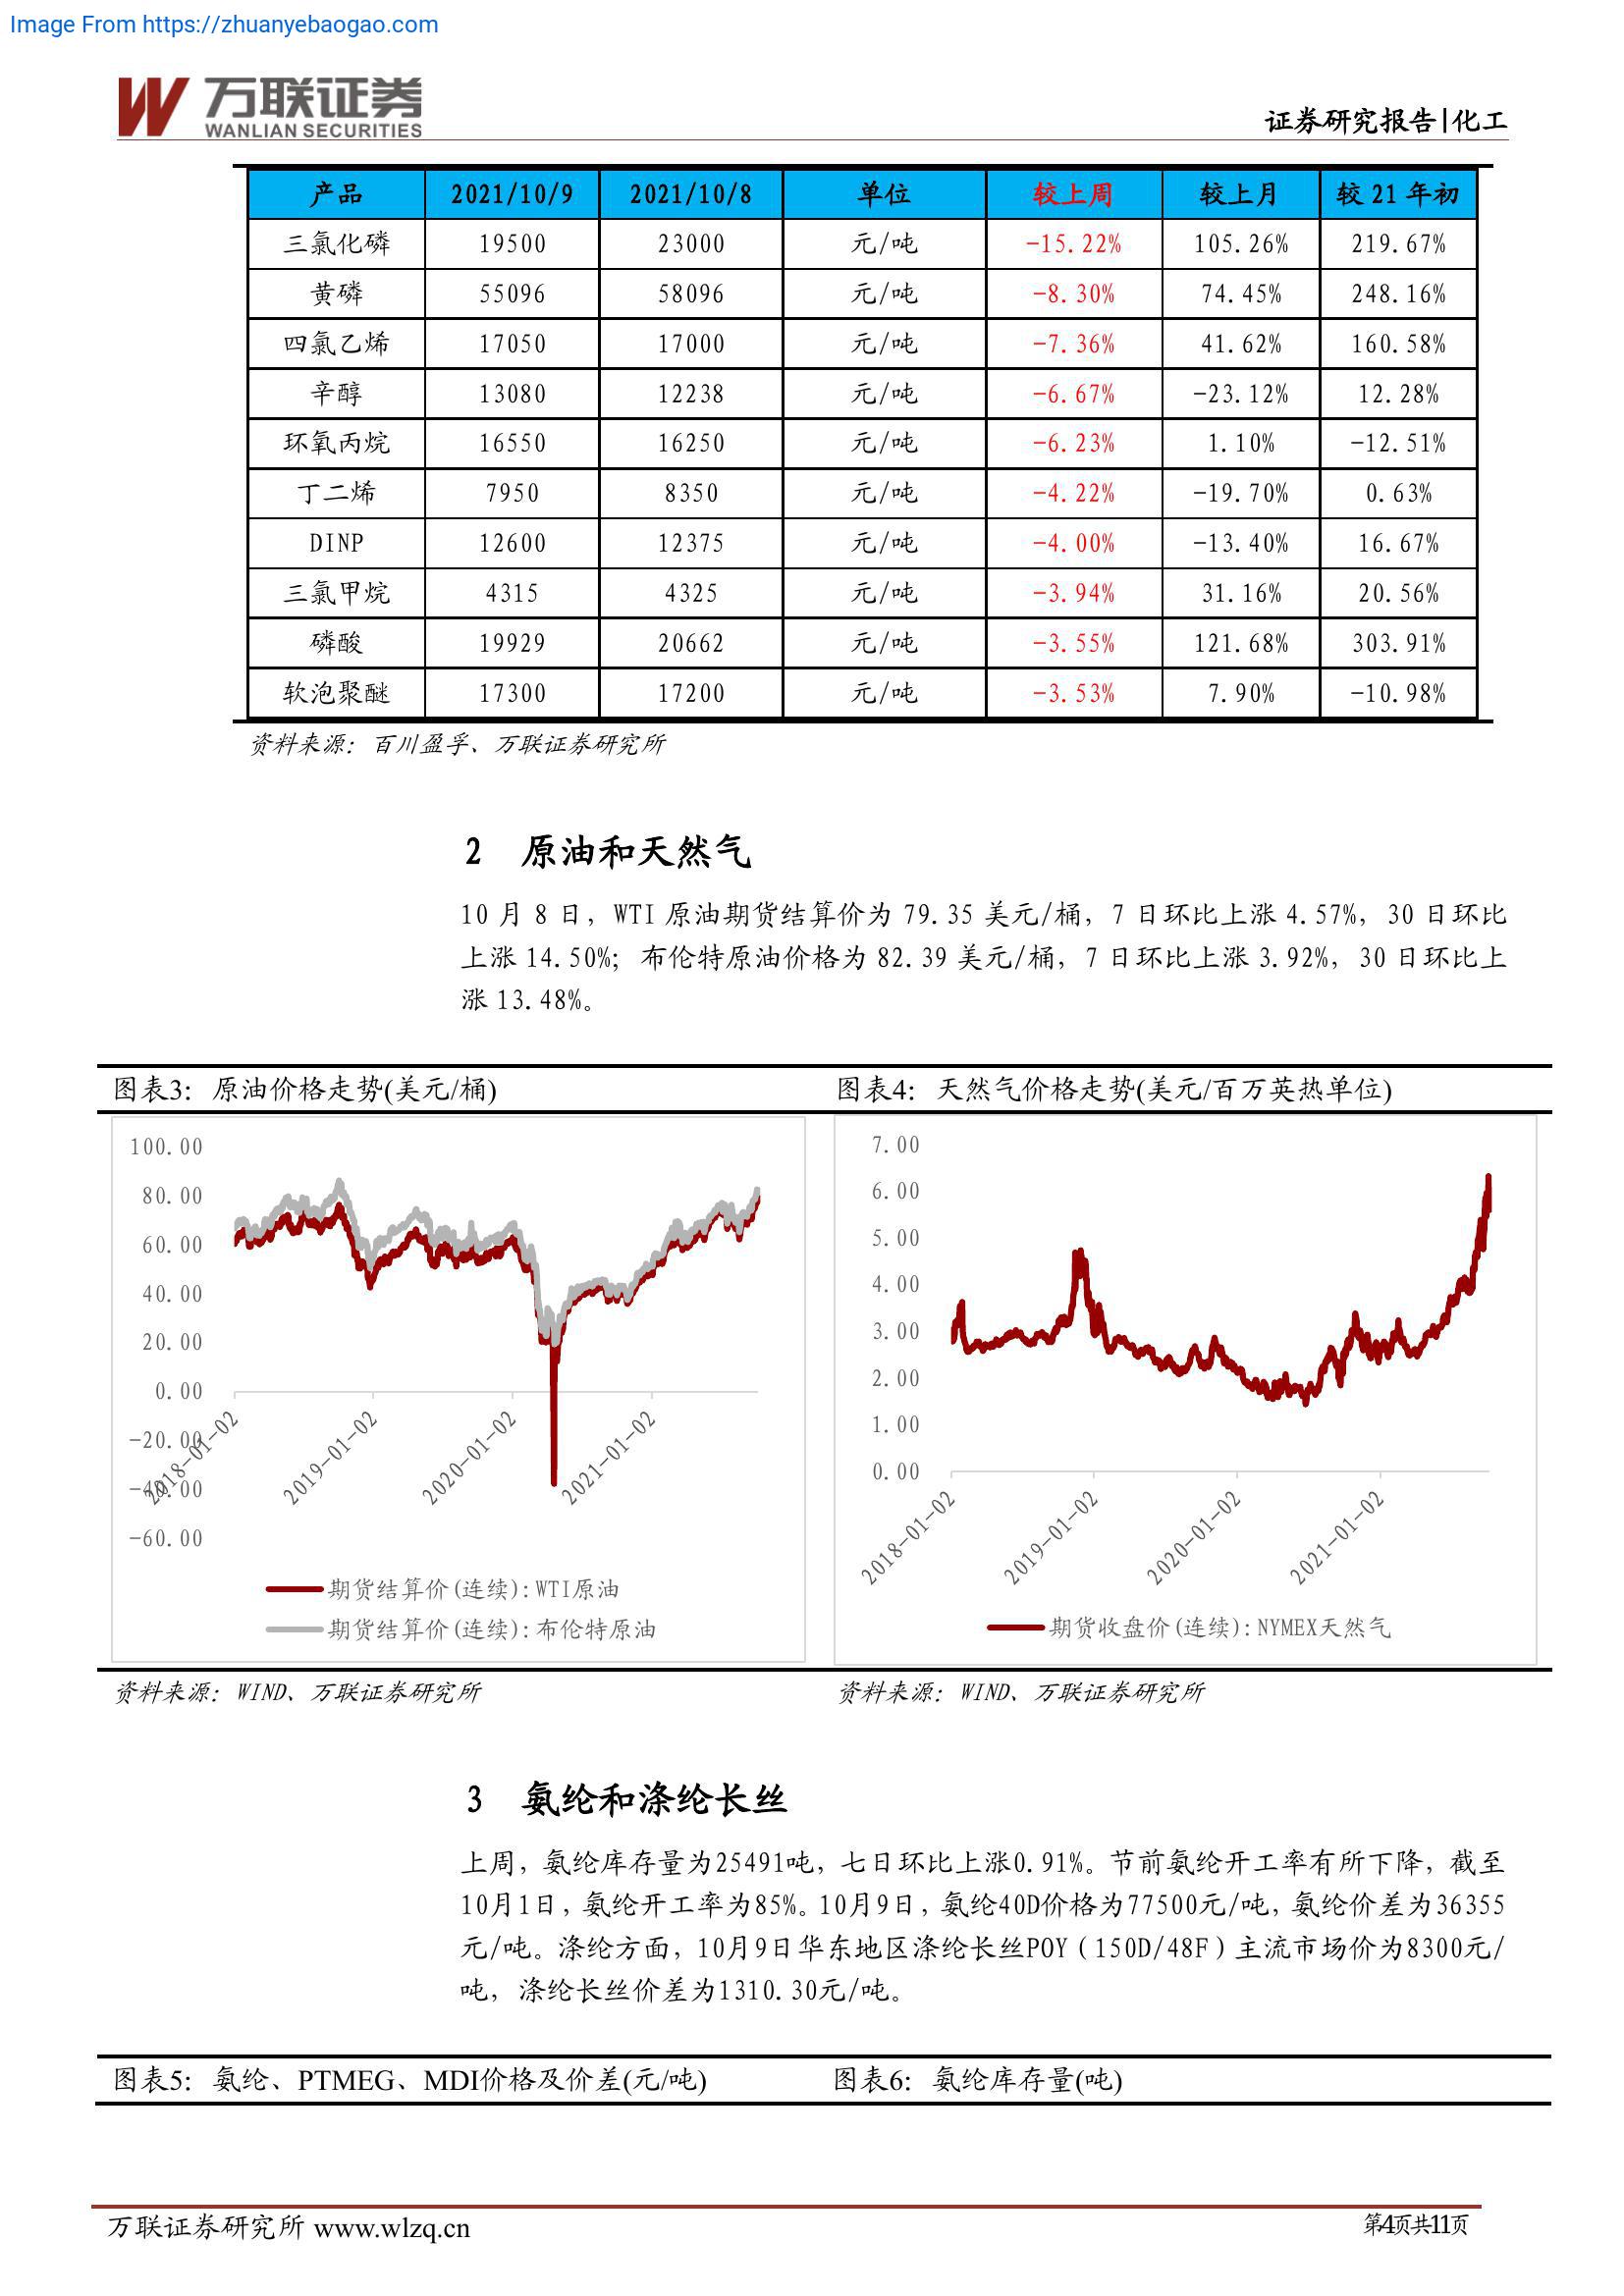 Image From https://zhuanyebaogao.com
万联证券
WANLIAN SECURITIES
证券研究报告|化工
产品 2021/10/9 2021/10/8 单位 较上周 较上月 较 21 年初
三氯化磷 19500 23000 元/吨 -15.22% 105.26% 219.67%
黄磷 55096 58096 元/吨 -8.30% 74.45% 248.16%
四氯乙烯 17050 17000 元/吨 -7.36% 41.62% 160.58%
辛醇 13080 12238 元/吨 -6.67% -23.12% 12.28%
环氧丙烷 16550 16250 元/吨 -6.23% 1.10% -12.51%
丁二烯 7950 8350 元/吨 -4.22% -19.70% 0.63%
DINP 12600 12375 元/吨 -4.00% -13.40% 16.67%
三氯甲烷 4315 4325 元/吨 -3.94% 31.16% 20.56%
磷酸 19929 20662 元/吨 -3.55% 121.68% 303.91%
软泡聚醚 17300 17200 元/吨 -3.53% 7.90% -10.98%
资料来源：百川盈孚、万联证券研究所
2 原油和天然气
10 月 8 日，WTI 原油期货结算价为 79.35 美元/桶，7 日环比上涨 4.57%，30 日环比
上涨 14.50%；布伦特原油价格为 82.39 美元/桶，7 日环比上涨 3.92%，30 日环比上
涨 13.48%。
图表3：原油价格走势(美元/桶)
100.00
80.00
60.00
40.00
20.00
0.00
-20.00
-40.00
-60.00
2018-01-02
2019-01-02
2020-01-02
2021-01-02
期货结算价(连续):WTI原油
期货结算价(连续):布伦特原油
资料来源：WIND、万联证券研究所
图表4：天然气价格走势(美元/百万英热单位)
7.00
6.00
5.00
4.00
3.00
2.00
1.00
0.00
2018-01-02
2019-01-02
2020-01-02
2021-01-02
期货收盘价(连续):NYMEX天然气
资料来源：WIND、万联证券研究所
3 氨纶和涤纶长丝
上周，氨纶库存量为25491吨，七日环比上涨0.91%。节前氨纶开工率有所下降，截至
10月1日，氨纶开工率为85%。10月9日，氨纶40D价格为77500元/吨，氨纶价差为36355
元/吨。涤纶方面，10月9日华东地区涤纶长丝POY（150D/48F）主流市场价为8300元/
吨，涤纶长丝价差为1310.30元/吨。
图表5：氨纶、PTMEG、MDI价格及价差(元/吨)
图表6：氨纶库存量(吨)
万联证券研究所 www.wlzq.cn
第4页共11页